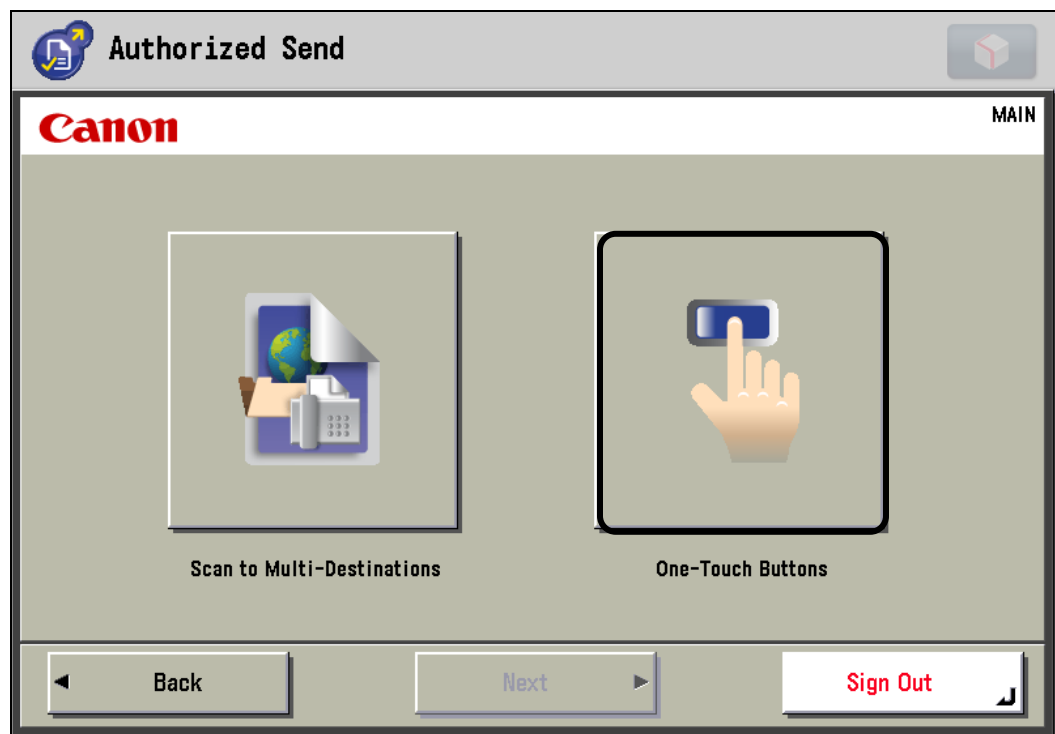 Authorized Send
Canon
MAIN
Scan to Multi-Destinations
One-Touch Buttons
Back
Next
Sign Out